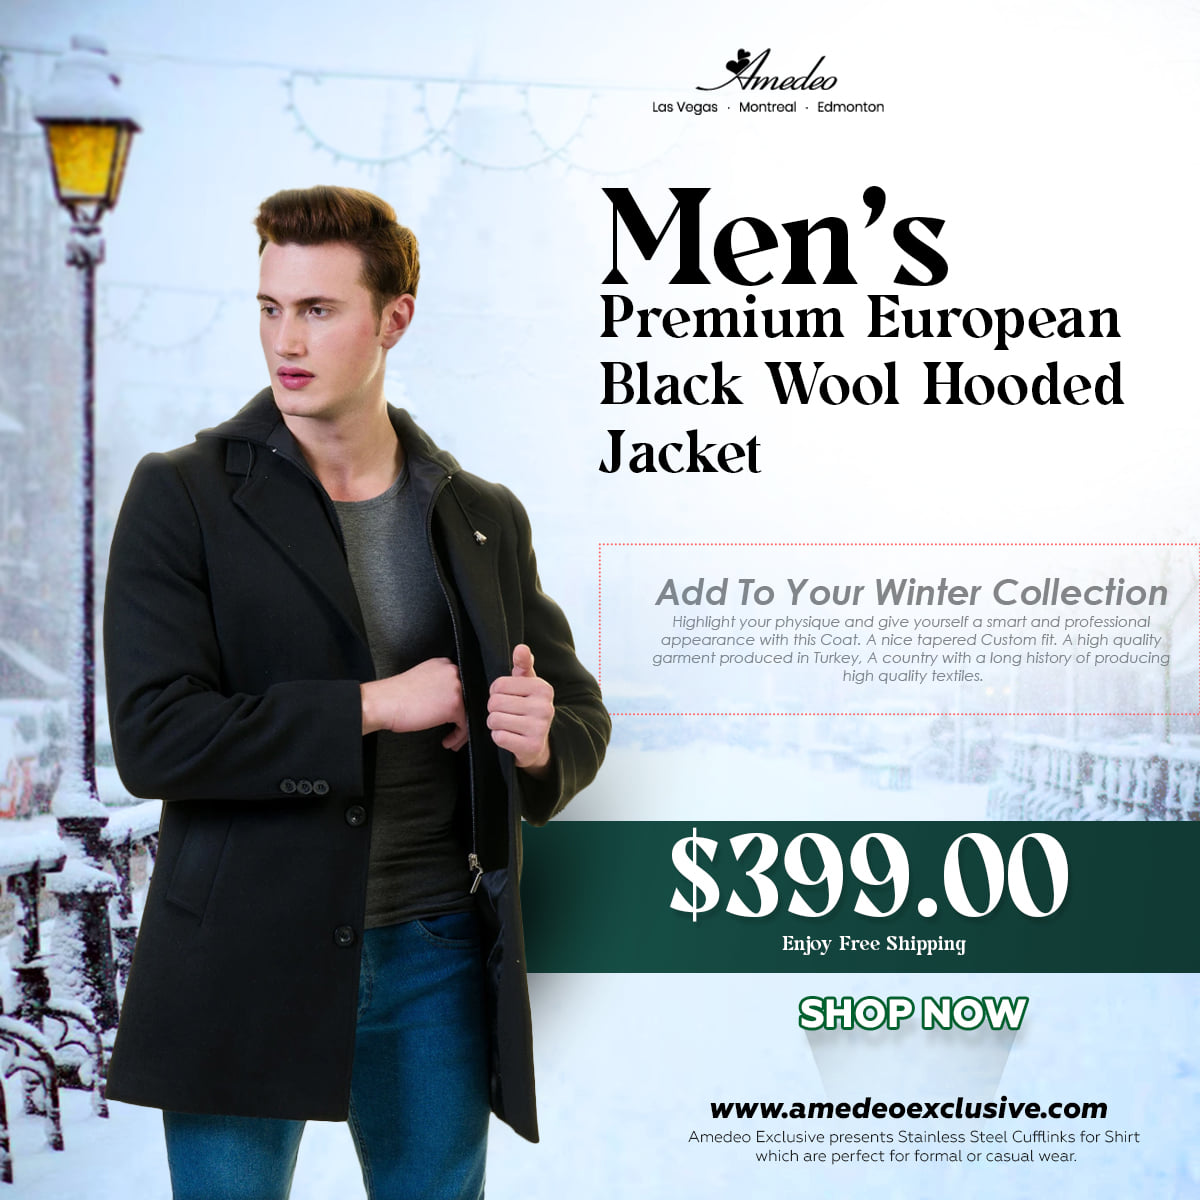 Amedeo
Las Vegas · Montreal · Edmonton
Men's
Premium European
Black Wool Hooded
Jacket
Add To Your Winter Collection
Highlight your physique and give yourself a smart and professional
appearance with this Coat. A nice tapered Custom fit. A high quality
garment produced in Turkey, A country with a long history of producing
high quality textiles.
$399.00
Enjoy Free Shipping
SHOP NOW
www.amedeoexclusive.com
Amedeo Exclusive presents Stainless Steel Cufflinks for Shirt
which are perfect for formal or casual wear.